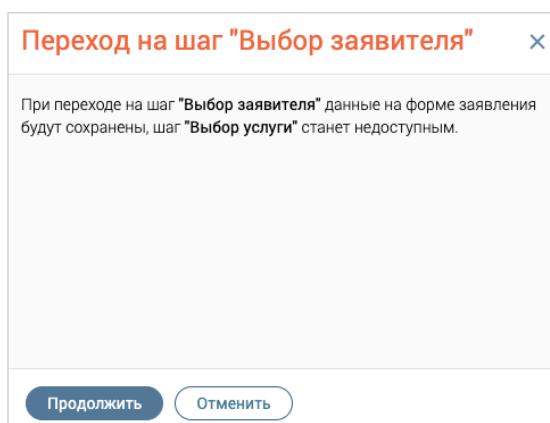 Переход на шаг "Выбор заявителя"
При переходе на шаг "Выбор заявителя" данные на форме заявления
будут сохранены, шаг "Выбор услуги" станет недоступным.
Продолжить Отменить